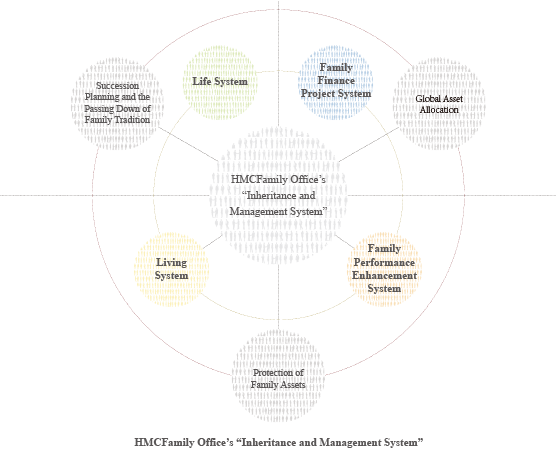 Life System
Family
Finance
Project System
Succession
Planning and the
Passing Down of
Family Tradition
Global Asset
Allocation
HMCFamily Office's
“Inheritance and
Management System”
Living
System
Family
Performance
Enhancement
System
Protection of
Family Assets
HMCFamily Office's “Inheritance and Management System”